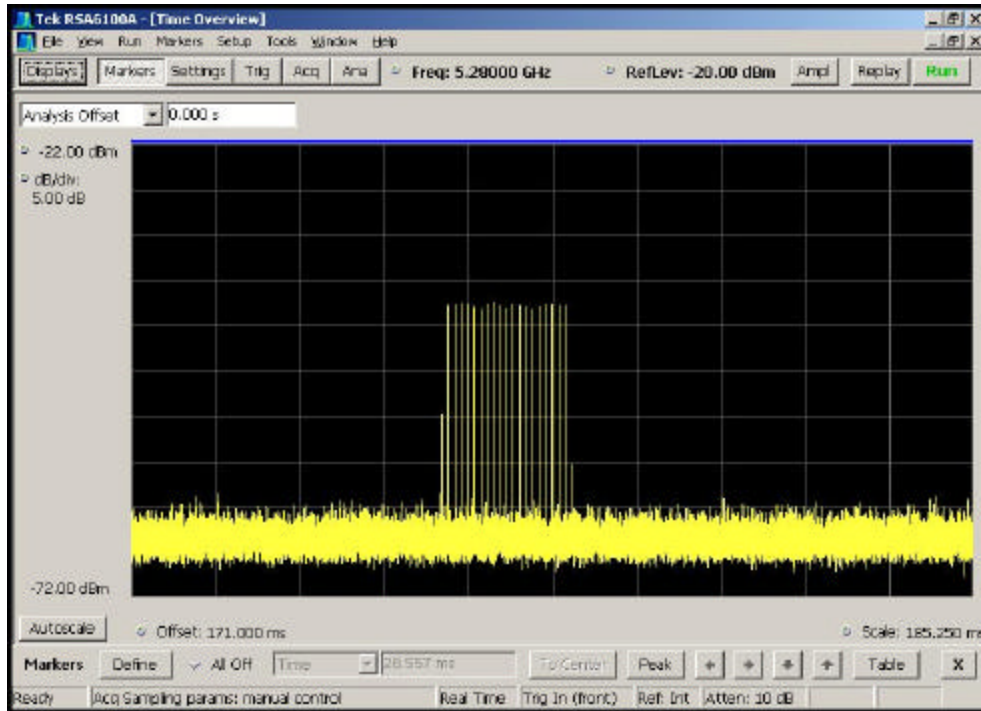 Tek RSA6100A - [Time Overview]
File View Run Markers Setup Tools Window Help
Displays Markers Settings Trig Acq Ana Freq: 5.28000 GHz RefLev: -20.00 dBm Ampl Replay Run
Analysis Offset 0.000 s
-22.00 dBm
dB/div:
5.00 dB
-72.00 dBm
Autoscale Offset: 171.000 ms Scale: 185.250 ms
Markers Define All Off Time 28.557 ms To Center Peak Table X
Ready Acq Sampling params: manual control Real Time Trig In (front) Ref: Int Atten: 10 dB